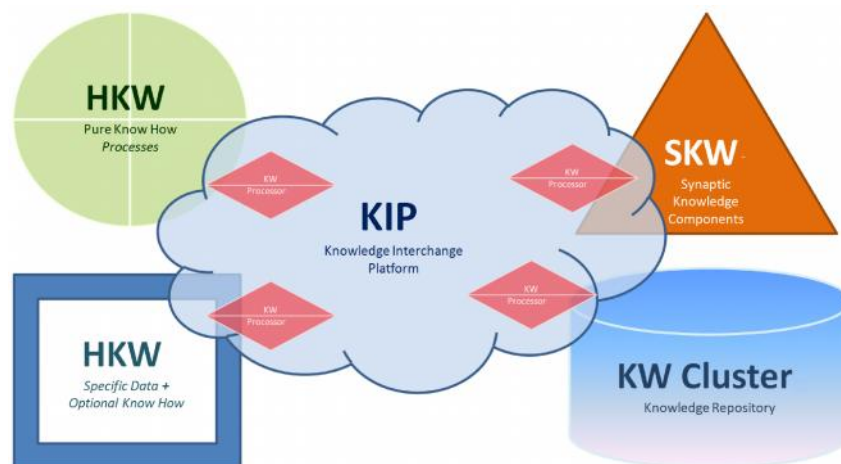 HKW
Pure Know How
Processes
SKW
Synaptic
Knowledge
Components
KW
Processor
KW
Processor
KIP
Knowledge Interchange
Platform
KW
Processor
KW
Processor
HKW
Specific Data +
Optional Know How
KW Cluster
Knowledge Repository